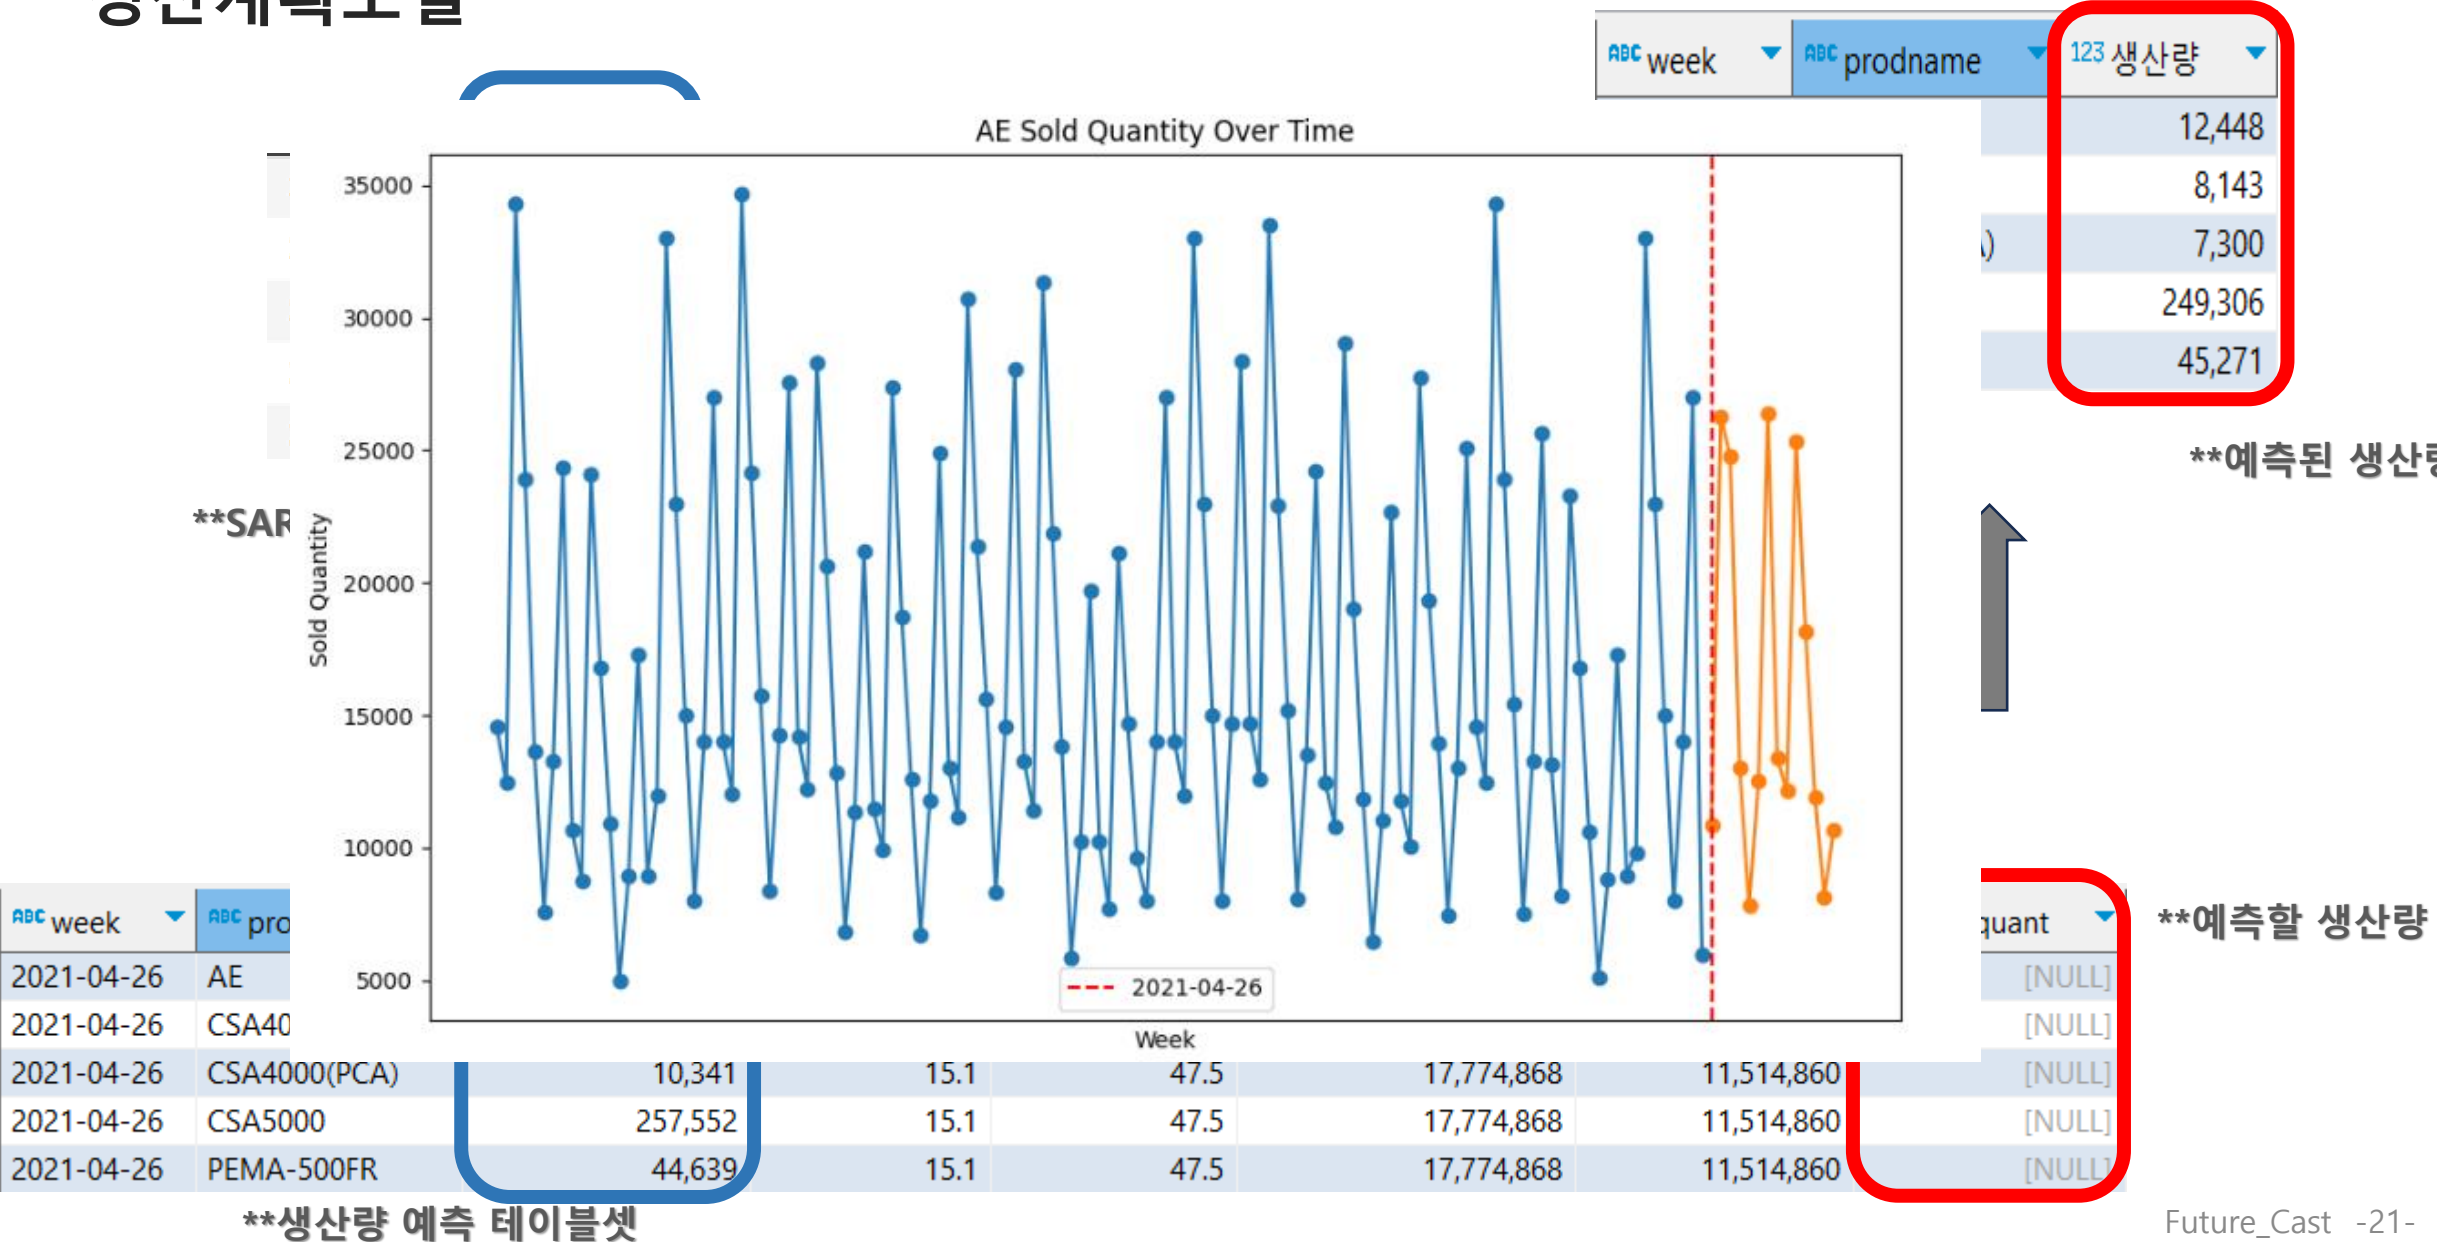 week prodname 생산량
12,448
8,143
7,300
249,306
45,271
**예측된
AE Sold Quantity Over Time
35000
30000
25000
20000
15000
10000
5000
Sold Quantity
Week
2021-04-26
**SAR
**예측할 생산량
week pro quant
2021-04-26 AE [NULL]
2021-04-26 CSA40 [NULL]
2021-04-26 CSA4000(PCA) 10,341 15.1 47.5 17,774,868 11,514,860 [NULL]
2021-04-26 CSA5000 257,552 15.1 47.5 17,774,868 11,514,860 [NULL]
2021-04-26 PEMA-500FR 44,639 15.1 47.5 17,774,868 11,514,860 [NULL]
**생산량 예측 테이블셋
Future_Cast -21-